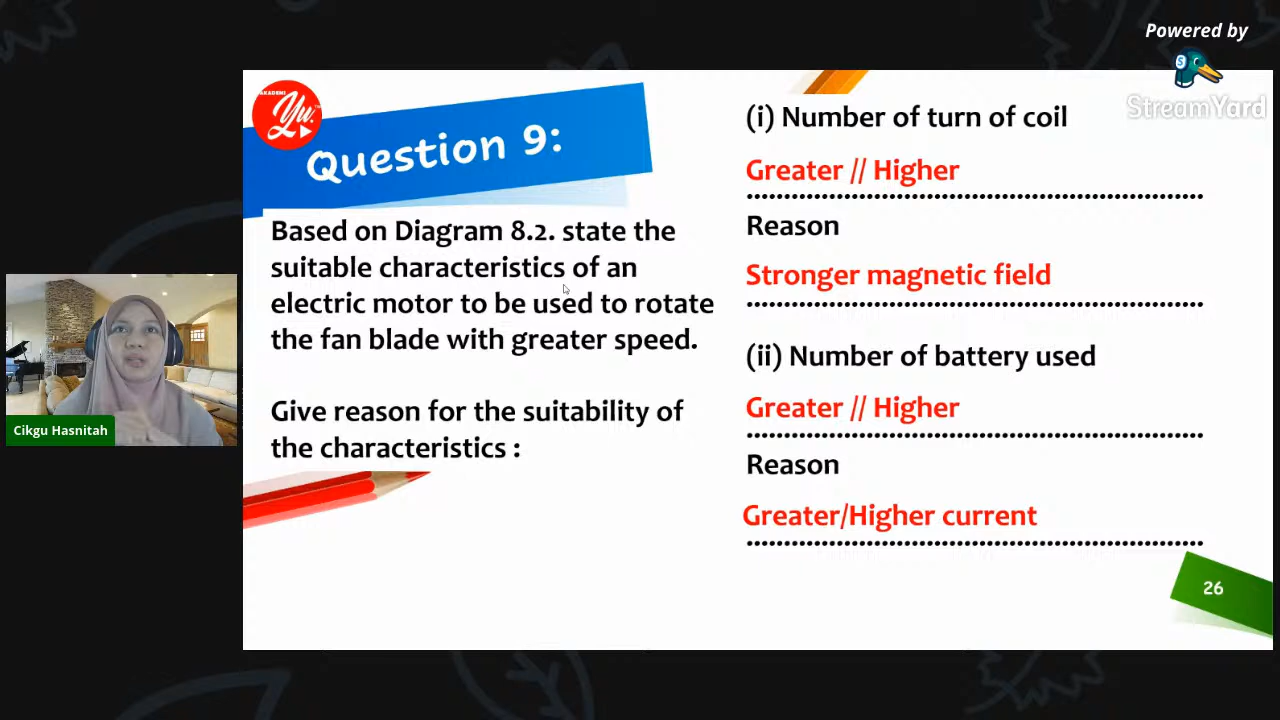 Powered by
StreamYard
AKADEMI
Yu.
Question 9:
Based on Diagram 8.2. state the
suitable characteristics of an
electric motor to be used to rotate
the fan blade with greater speed.
Give reason for the suitability of
the characteristics :
(i) Number of turn of coil
Greater // Higher
Reason
Stronger magnetic field
(ii) Number of battery used
Greater // Higher
Reason
Greater/Higher current
26
Cikgu Hasnitah